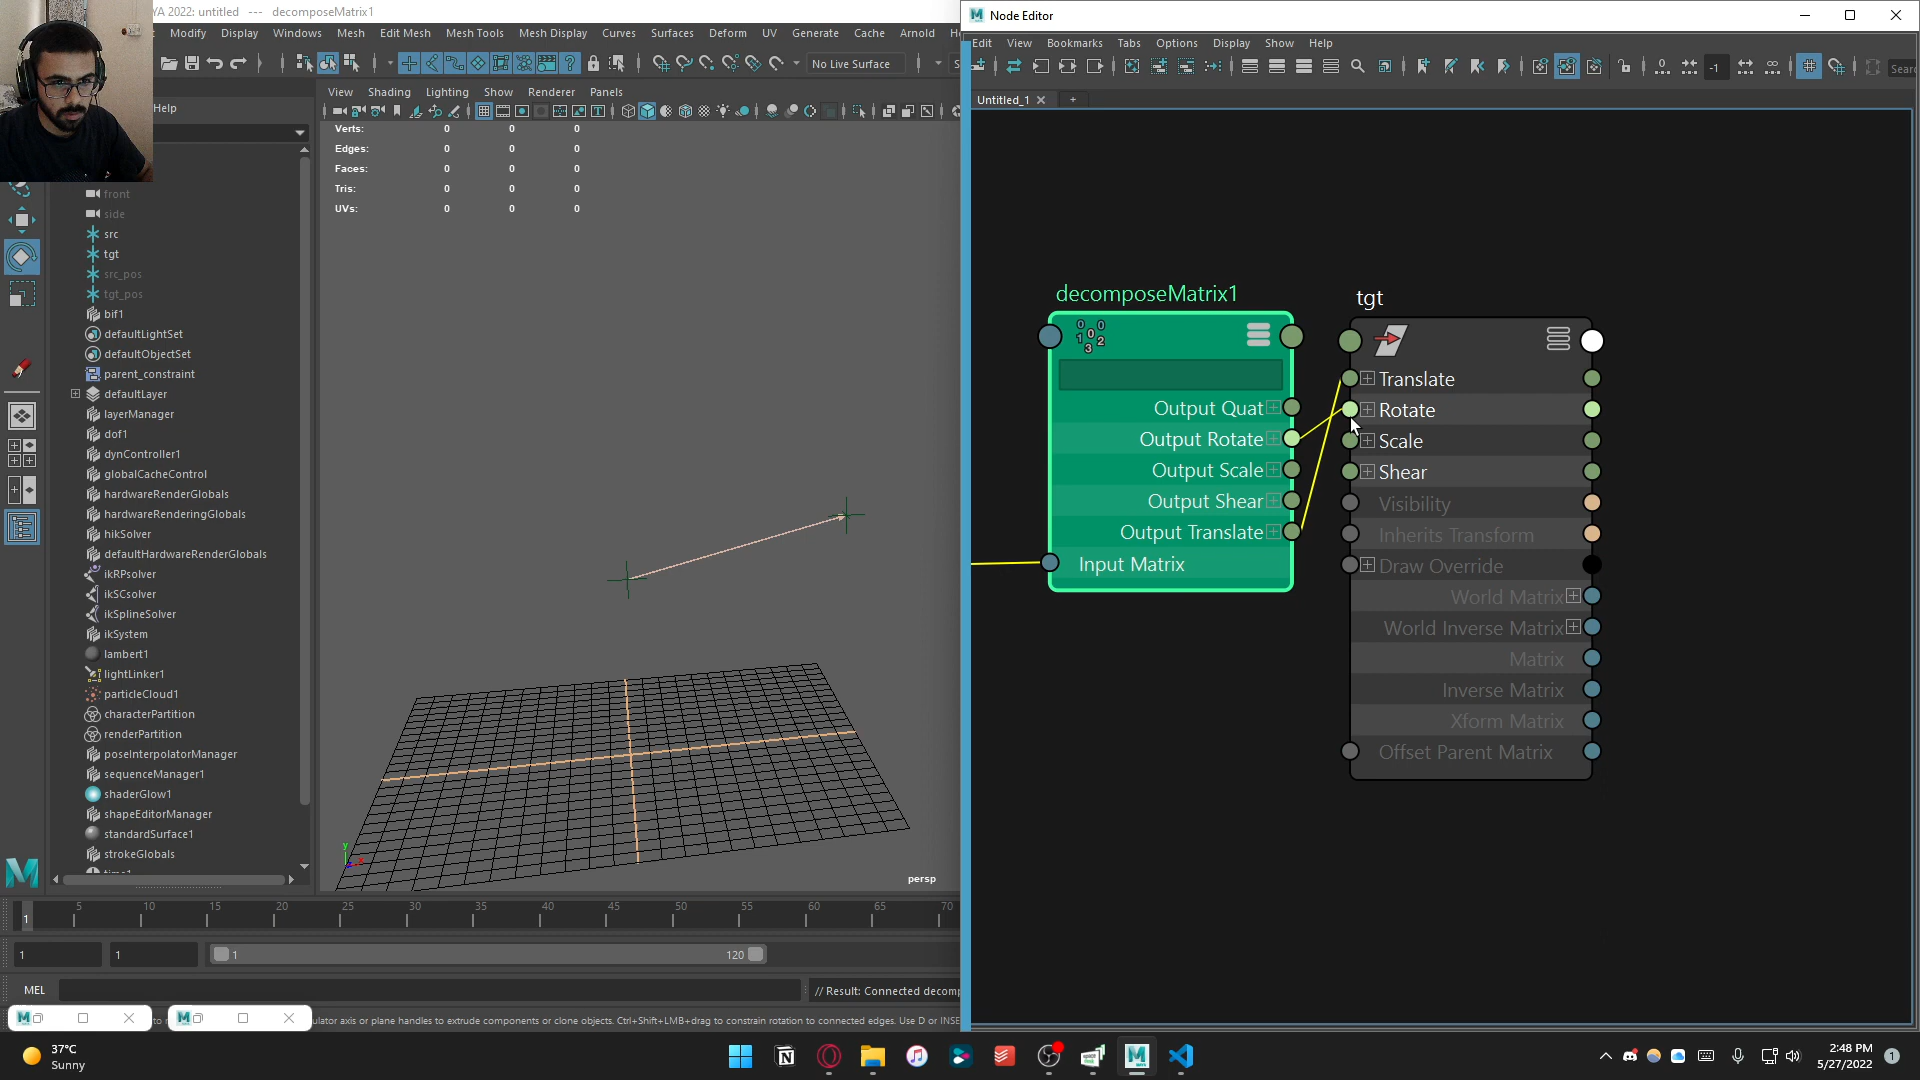 YA 2022: untitled --- decomposeMatrix1
Modify Display Windows Mesh Edit Mesh Mesh Tools Mesh Display Curves Surfaces Deform UV Generate Cache Arnold
No Live Surface
Help
View Shading Lighting Show Renderer Panels
Verts: 0 0 0
Edges: 0 0 0
Faces: 0 0 0
Tris: 0 0 0
UVs: 0 0 0
front
side
src
tgt
src_pos
tgt_pos
bif1
defaultLightSet
defaultObjectSet
parent_constraint
defaultLayer
layerManager
dof1
dynController1
globalCacheControl
hardwareRenderGlobals
hardwareRenderingGlobals
hikSolver
defaultHardwareRenderGlobals
ikRPsolver
ikSCsolver
ikSplineSolver
ikSystem
lambert1
lightLinker1
particleCloud1
characterPartition
renderPartition
poseInterpolatorManager
sequenceManager1
shaderGlow1
shapeEditorManager
standardSurface1
strokeGlobals
y
persp
1 5 10 15 20 25 30 35 40 45 50 55 60 65 70
1 1 1 120
MEL // Result: Connected decomp
ulator axis or plane handles to extrude components or clone objects. Ctrl+Shift+LMB+drag to constrain rotation to connected edges. Use D or INSE
Node Editor
Edit View Bookmarks Tabs Options Display Show Help
-1
Sear
Untitled_1
decomposeMatrix1
Output Quat
Output Rotate
Output Scale
Output Shear
Output Translate
Input Matrix
tgt
Translate
Rotate
Scale
Shear
Visibility
Inherits Transform
Draw Override
World Matrix
World Inverse Matrix
Matrix
Inverse Matrix
Xform Matrix
Offset Parent Matrix
37°C
Sunny
2:48 PM
5/27/2022
1